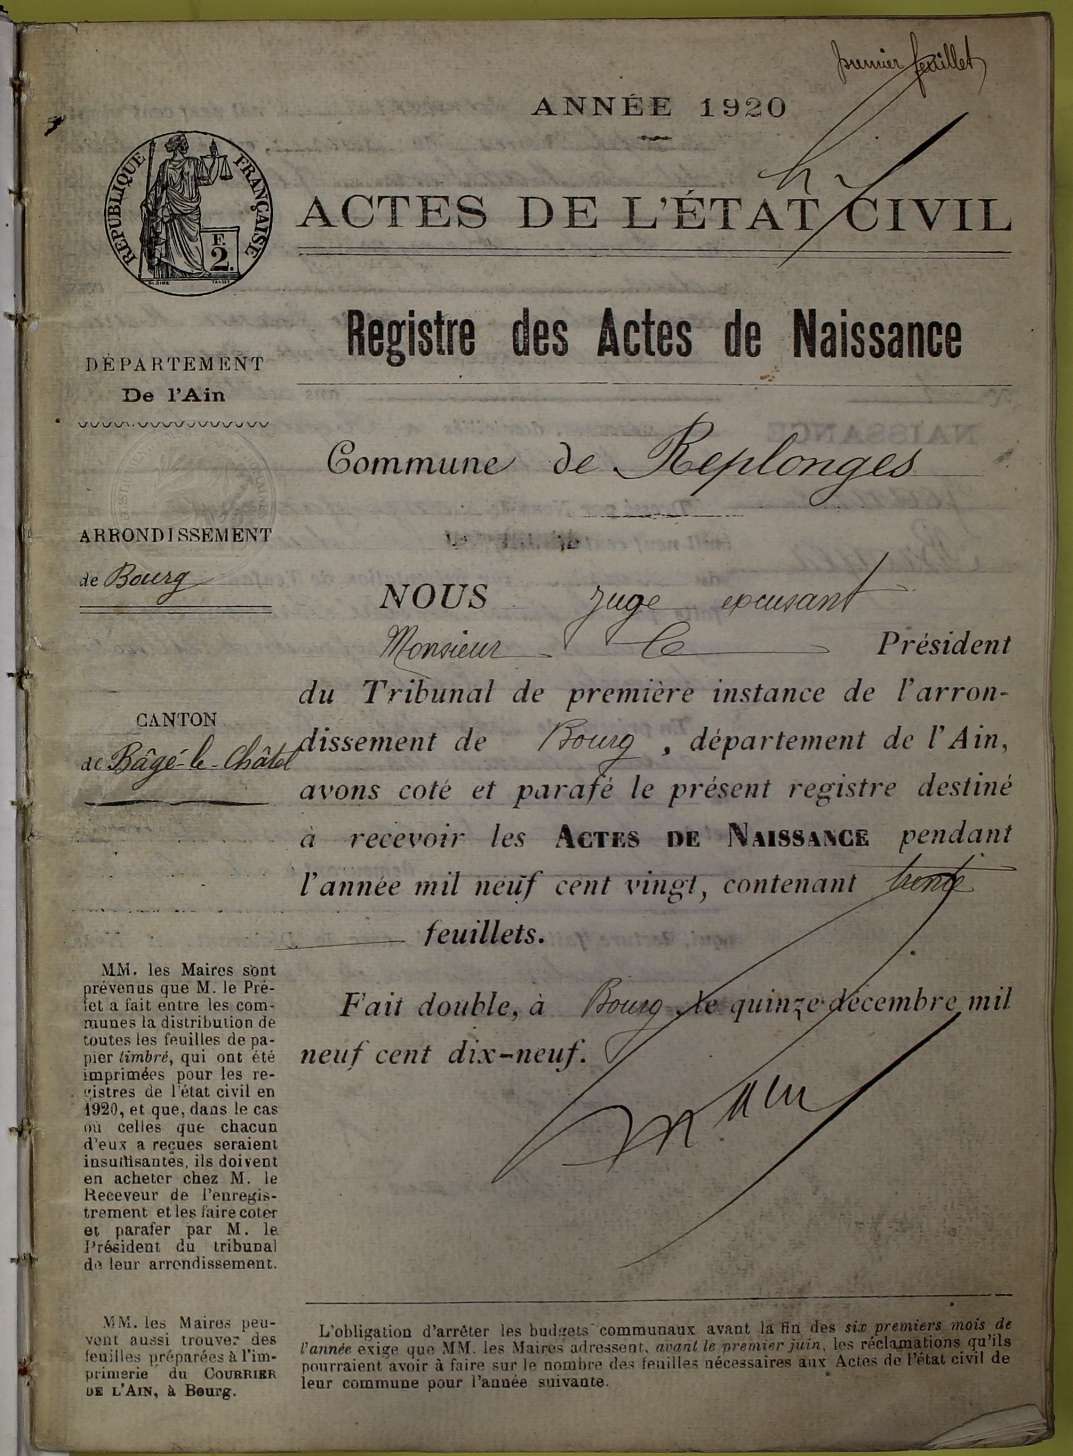 premier feuillet
ANNÉE 1920
RÉPUBLIQUE FRANÇAISE
F.
2.
ACTES DE L'ÉTAT CIVIL
Registre des Actes de Naissance
DÉPARTEMENT
De l'Ain
Commune de Replonges
ARRONDISSEMENT
de Bourg
CANTON
de Bâgé-le-Châtel
NOUS Juge excusant
Monsieur Le Président
du Tribunal de première instance de l'arron-
dissement de Bourg, département de l'Ain,
avons coté et parafé le présent registre destiné
à recevoir les ACTES DE NAISSANCE pendant
l'année mil neuf cent vingt, contenant trente
feuillets.
Fait double, à Bourg le quinze décembre mil
neuf cent dix-neuf.
MM. les Maires sont
prévenus que M. le Pré-
fet a fait entre les com-
munes la distribution de
toutes les feuilles de pa-
pier timbré, qui ont été
imprimées pour les re-
gistres de l'état civil en
1920, et que, dans le cas
où celles que chacun
d'eux a reçues seraient
insuffisantes, ils doivent
en acheter chez M. le
Receveur de l'enregis-
trement et les faire coter
et parafer par M. le
Président du tribunal
de leur arrondissement.
MM. les Maires peu-
vent aussi trouver des
feuilles préparées à l'im-
primerie du COURRIER
DE L'AIN, à Bourg.
L'obligation d'arrêter les budgets communaux avant la fin des six premiers mois de
l'année exige que MM. les Maires adressent, avant le premier juin, les réclamations qu'ils
pourraient avoir à faire sur le nombre des feuilles nécessaires aux Actes de l'état civil de
leur commune pour l'année suivante.